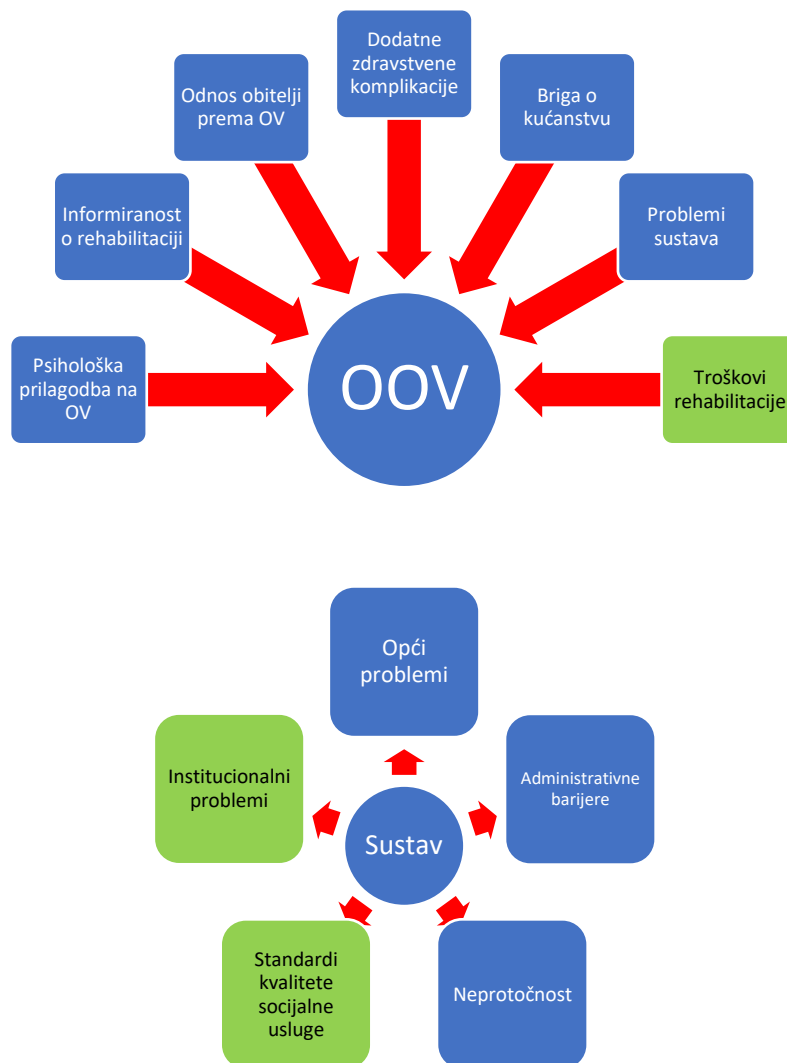 Dodatne
zdravstvene
komplikacije
Odnos obitelji
prema OV
Briga o
kućanstvu
Informiranost
o rehabilitaciji
Problemi
sustava
Psihološka
prilagodba na
OV
OOV
Troškovi
rehabilitacije
Opći
problemi
Institucionalni
problemi
Administrativne
barijere
Sustav
Standardi
kvalitete
socijalne
usluge
Neprotočnost